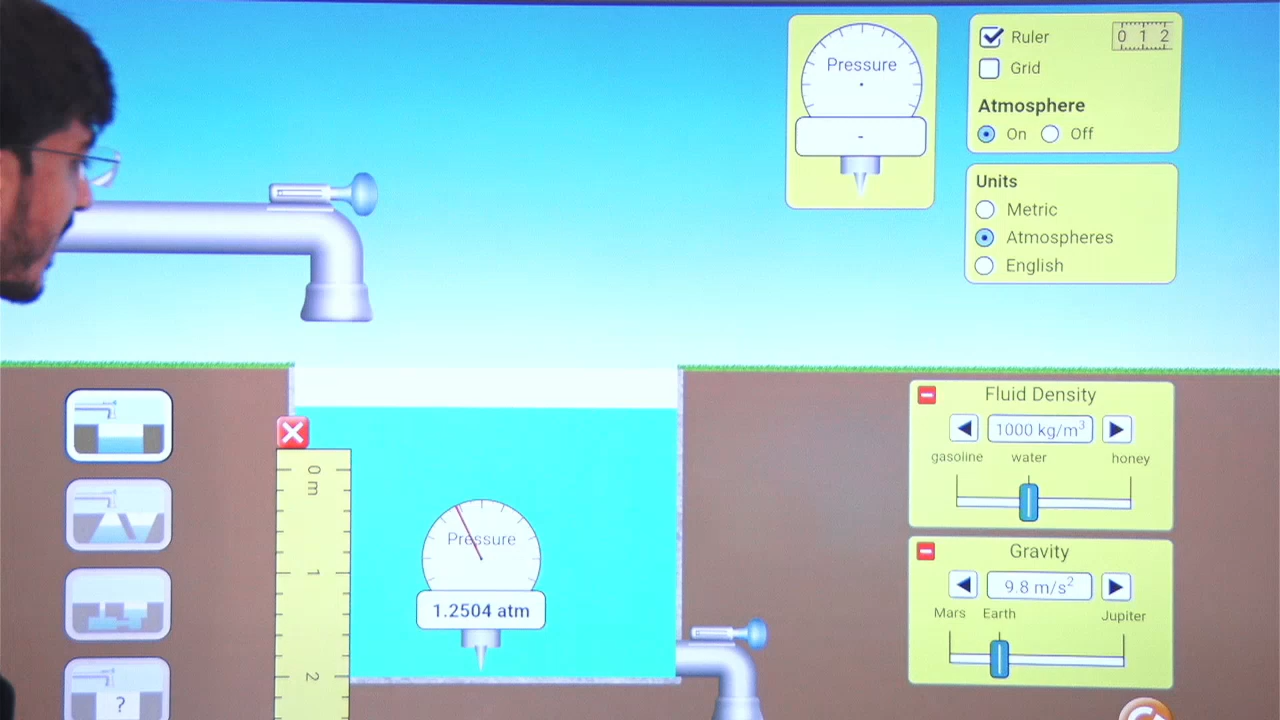 Pressure
-
Ruler
0 1 2
Grid
Atmosphere
On Off
Units
Metric
Atmospheres
English
Fluid Density
1000 kg/m³
gasoline water honey
0 m
Pressure
1.2504 atm
1
2
Gravity
9.8 m/s²
Mars Earth Jupiter
?